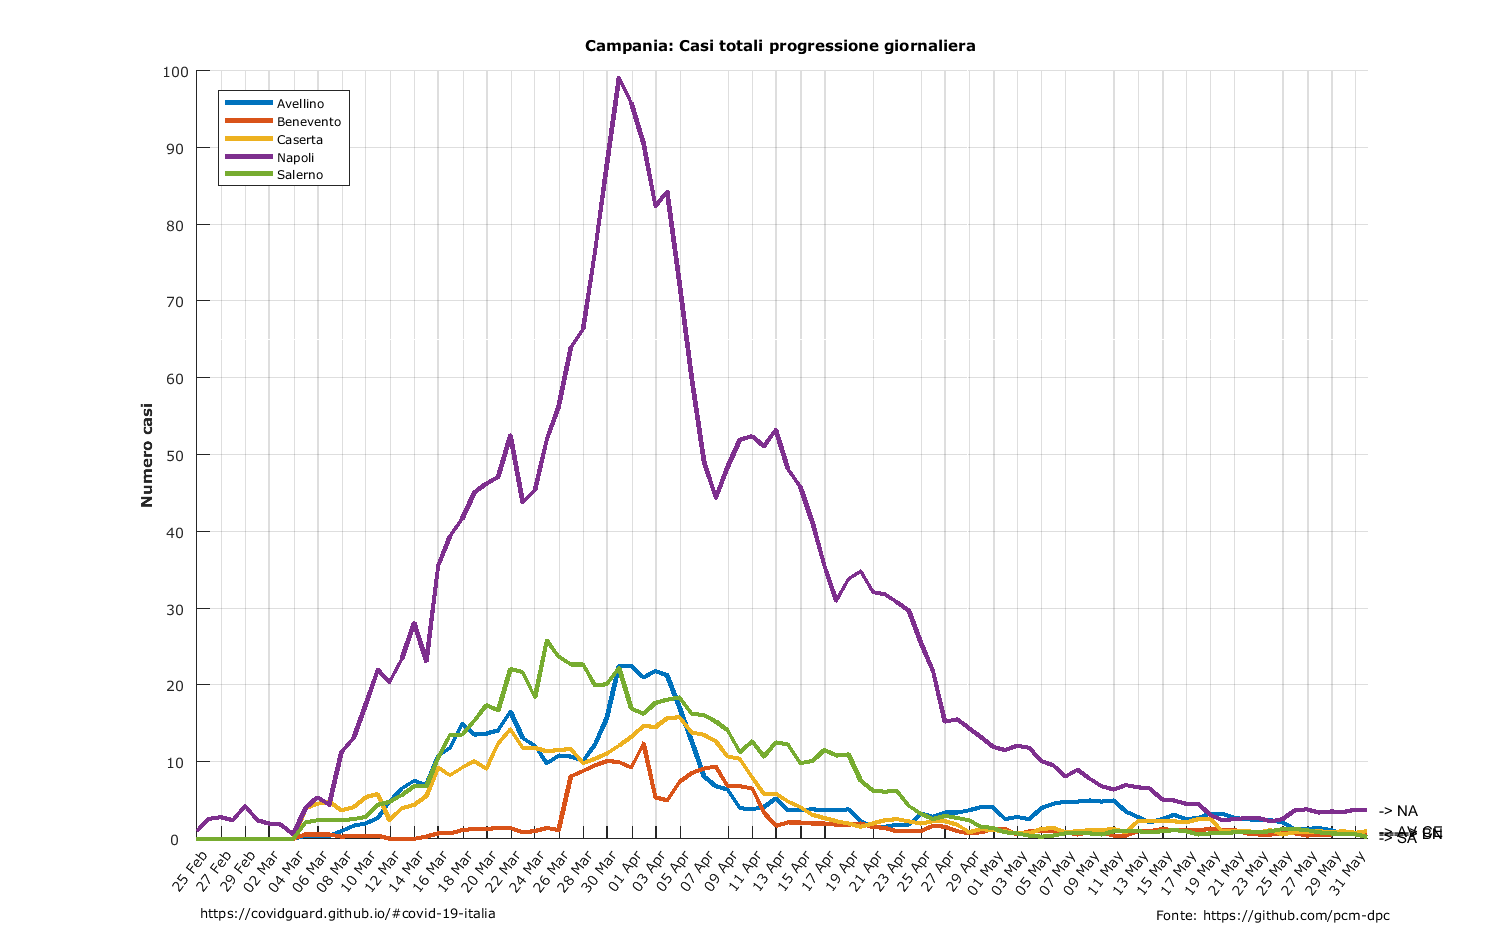 Campania: Casi totali progressione giornaliera
100
90
80
70
60
50
40
30
20
10
0
Numero casi
Avellino
Benevento
Caserta
Napoli
Salerno
-> NA
-> SA
25 Feb
27 Feb
29 Feb
02 Mar
04 Mar
06 Mar
08 Mar
10 Mar
12 Mar
14 Mar
16 Mar
18 Mar
20 Mar
22 Mar
24 Mar
26 Mar
28 Mar
30 Mar
01 Apr
03 Apr
05 Apr
07 Apr
09 Apr
11 Apr
13 Apr
15 Apr
17 Apr
19 Apr
21 Apr
23 Apr
25 Apr
27 Apr
29 Apr
01 May
03 May
05 May
07 May
09 May
11 May
13 May
15 May
17 May
19 May
21 May
23 May
25 May
27 May
29 May
31 May
https://covidguard.github.io/#covid-19-italia
Fonte: https://github.com/pcm-dpc